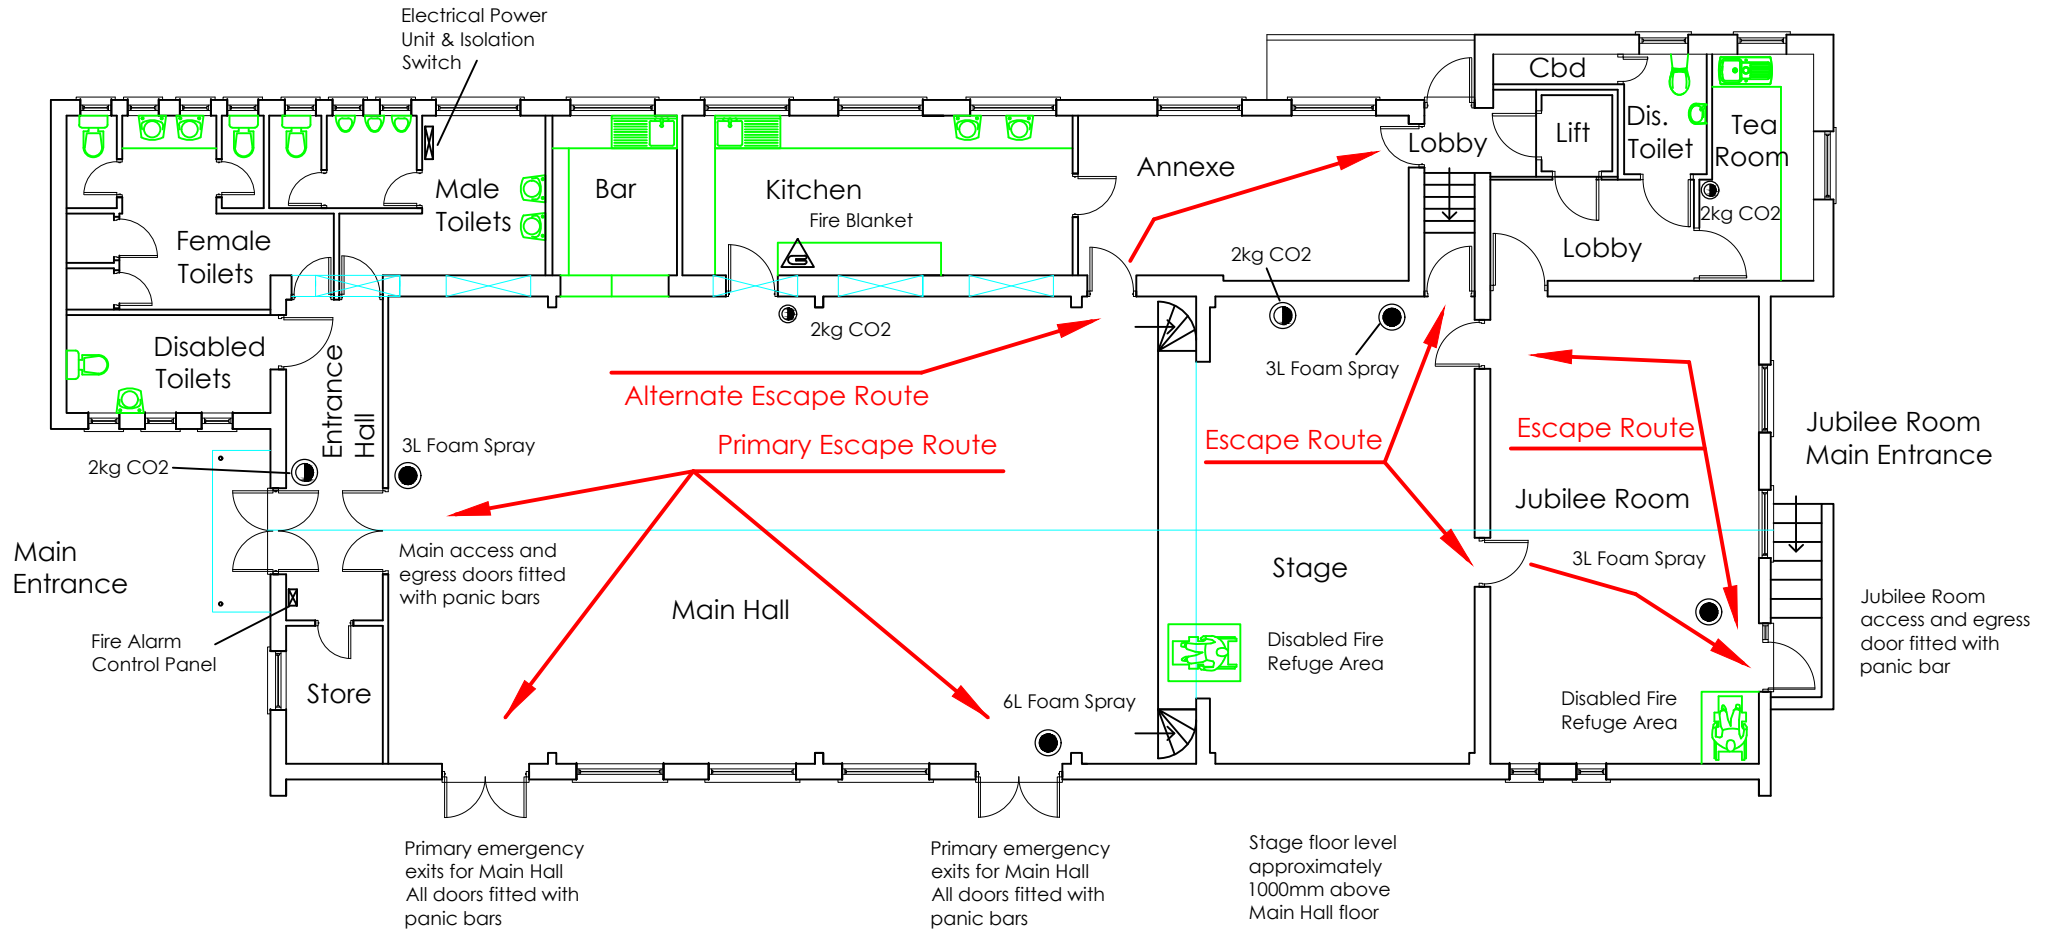 Electrical Power
Unit & Isolation
Switch
Cbd
Lobby
Lift
Dis.
Toilet
Tea
Room
2kg CO2
Lobby
Annexe
Male
Toilets
Bar
Kitchen
Fire Blanket
Female
Toilets
2kg CO2
2kg CO2
3L Foam Spray
Disabled
Toilets
Entrance
Hall
Alternate Escape Route
Primary Escape Route
Escape Route
Escape Route
3L Foam Spray
2kg CO2
Jubilee Room
Main Entrance
Jubilee Room
Main
Entrance
Main access and
egress doors fitted
with panic bars
Main Hall
Stage
3L Foam Spray
Jubilee Room
access and egress
door fitted with
panic bar
Fire Alarm
Control Panel
Store
Disabled Fire
Refuge Area
6L Foam Spray
Disabled Fire
Refuge Area
Primary emergency
exits for Main Hall
All doors fitted with
panic bars
Primary emergency
exits for Main Hall
All doors fitted with
panic bars
Stage floor level
approximately
1000mm above
Main Hall floor